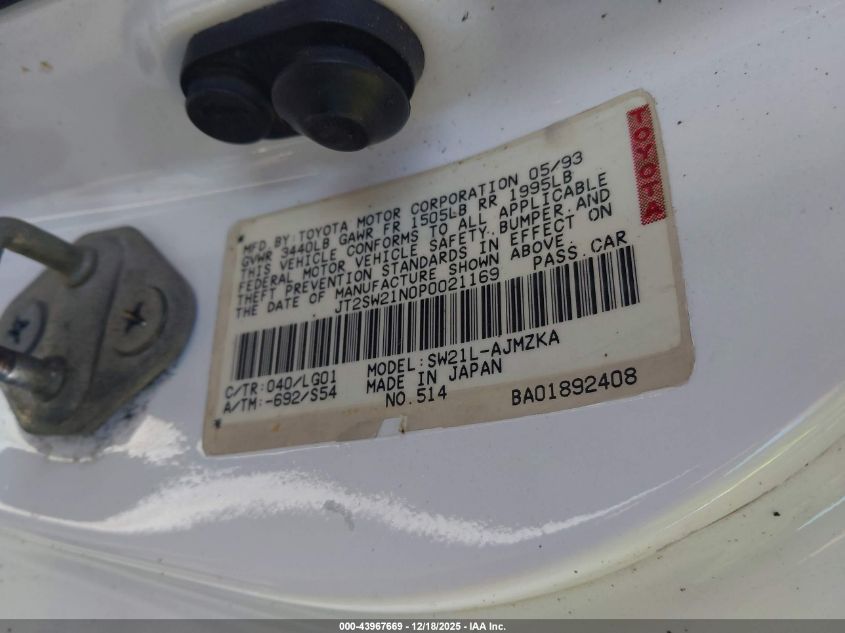 TOYOTA
MFD. BY: TOYOTA MOTOR CORPORATION 05/93
GVWR 3440LB GAWR FR 1505LB RR 1995LB
THIS VEHICLE CONFORMS TO ALL APPLICABLE
FEDERAL MOTOR VEHICLE SAFETY, BUMPER, AND
THEFT PREVENTION STANDARDS IN EFFECT ON
THE DATE OF MANUFACTURE SHOWN ABOVE.
JT2SW21N0P0021169 PASS. CAR
C/TR: 040/LG01 MODEL: SW21L-AJMZKA
A/TM: -692/S54 MADE IN JAPAN
NO. 514 BA01892408
000-43967669 - 12/18/2025 - IAA Inc.